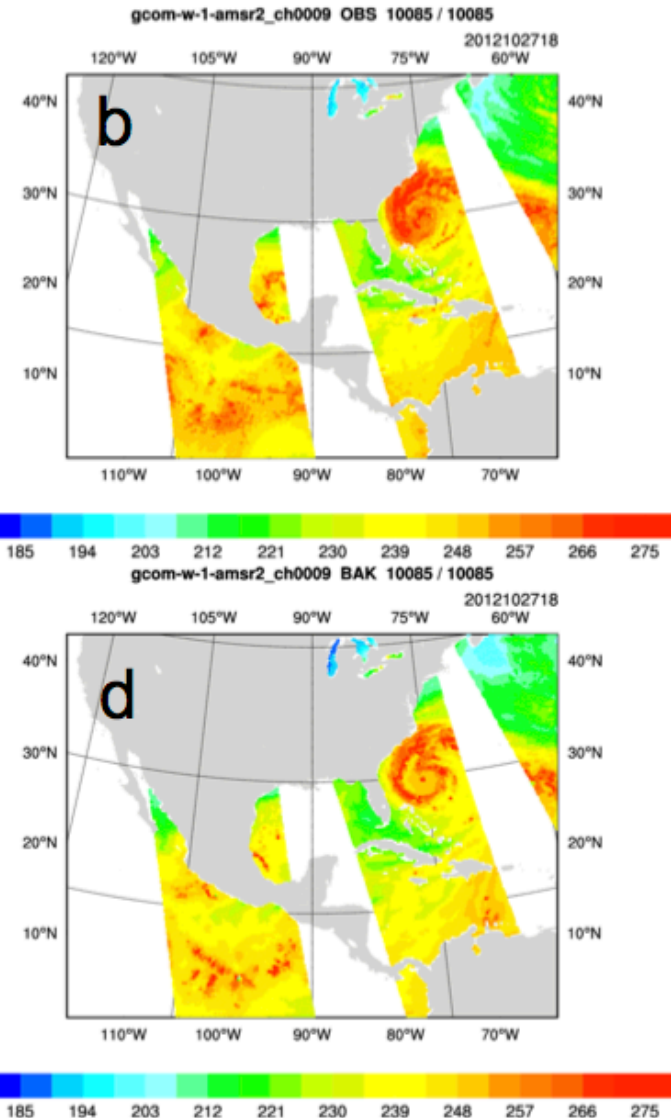 gcom-w-1-amsr2_ch0009 OBS 10085 / 10085
2012102718
120°W 105°W 90°W 75°W 60°W
b
40°N 40°N
30°N 30°N
20°N 20°N
10°N 10°N
110°W 100°W 90°W 80°W 70°W
185 194 203 212 221 230 239 248 257 266 275
gcom-w-1-amsr2_ch0009 BAK 10085 / 10085
2012102718
120°W 105°W 90°W 75°W 60°W
40°N 40°N
d
30°N 30°N
20°N 20°N
10°N 10°N
110°W 100°W 90°W 80°W 70°W
185 194 203 212 221 230 239 248 257 266 275